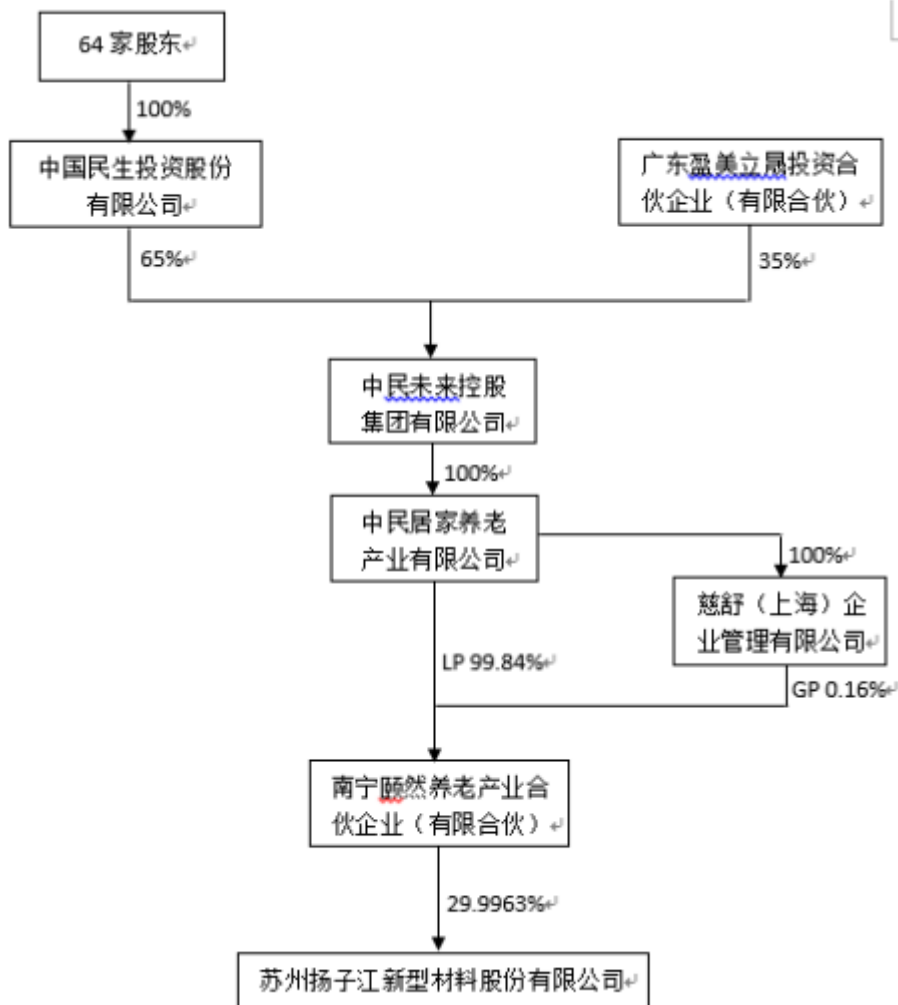 64 家股东
100%
中国民生投资股份
有限公司
广东盈美立晟投资合
伙企业（有限合伙）
65%
35%
中民未来控股
集团有限公司
100%
中民居家养老
产业有限公司
100%
慈舒（上海）企
业管理有限公司
LP 99.84%
GP 0.16%
南宁颐然养老产业合
伙企业（有限合伙）
29.9963%
苏州扬子江新型材料股份有限公司